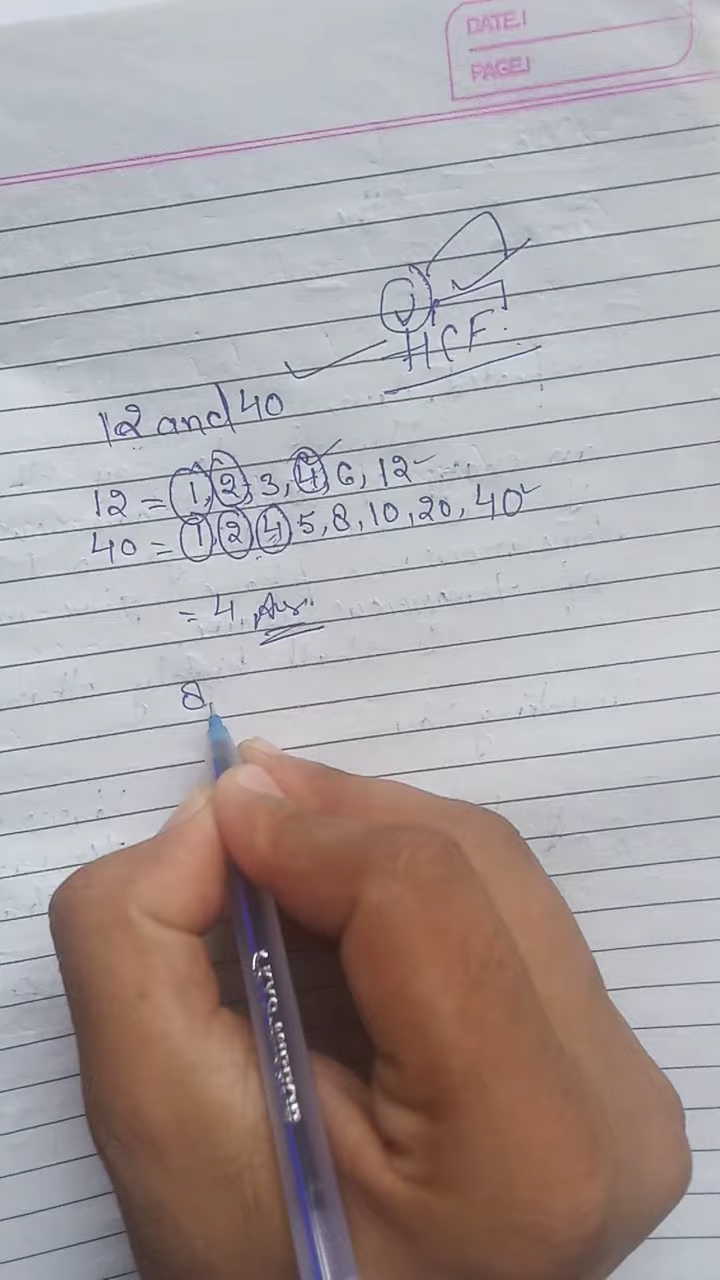 DATE.I
PAGE.I
HCF.
12 and 40
12 = 1, 2, 3, 4, 6, 12
40 = 1 2 4 5, 8, 10, 20, 40
= 4. Ans.
8